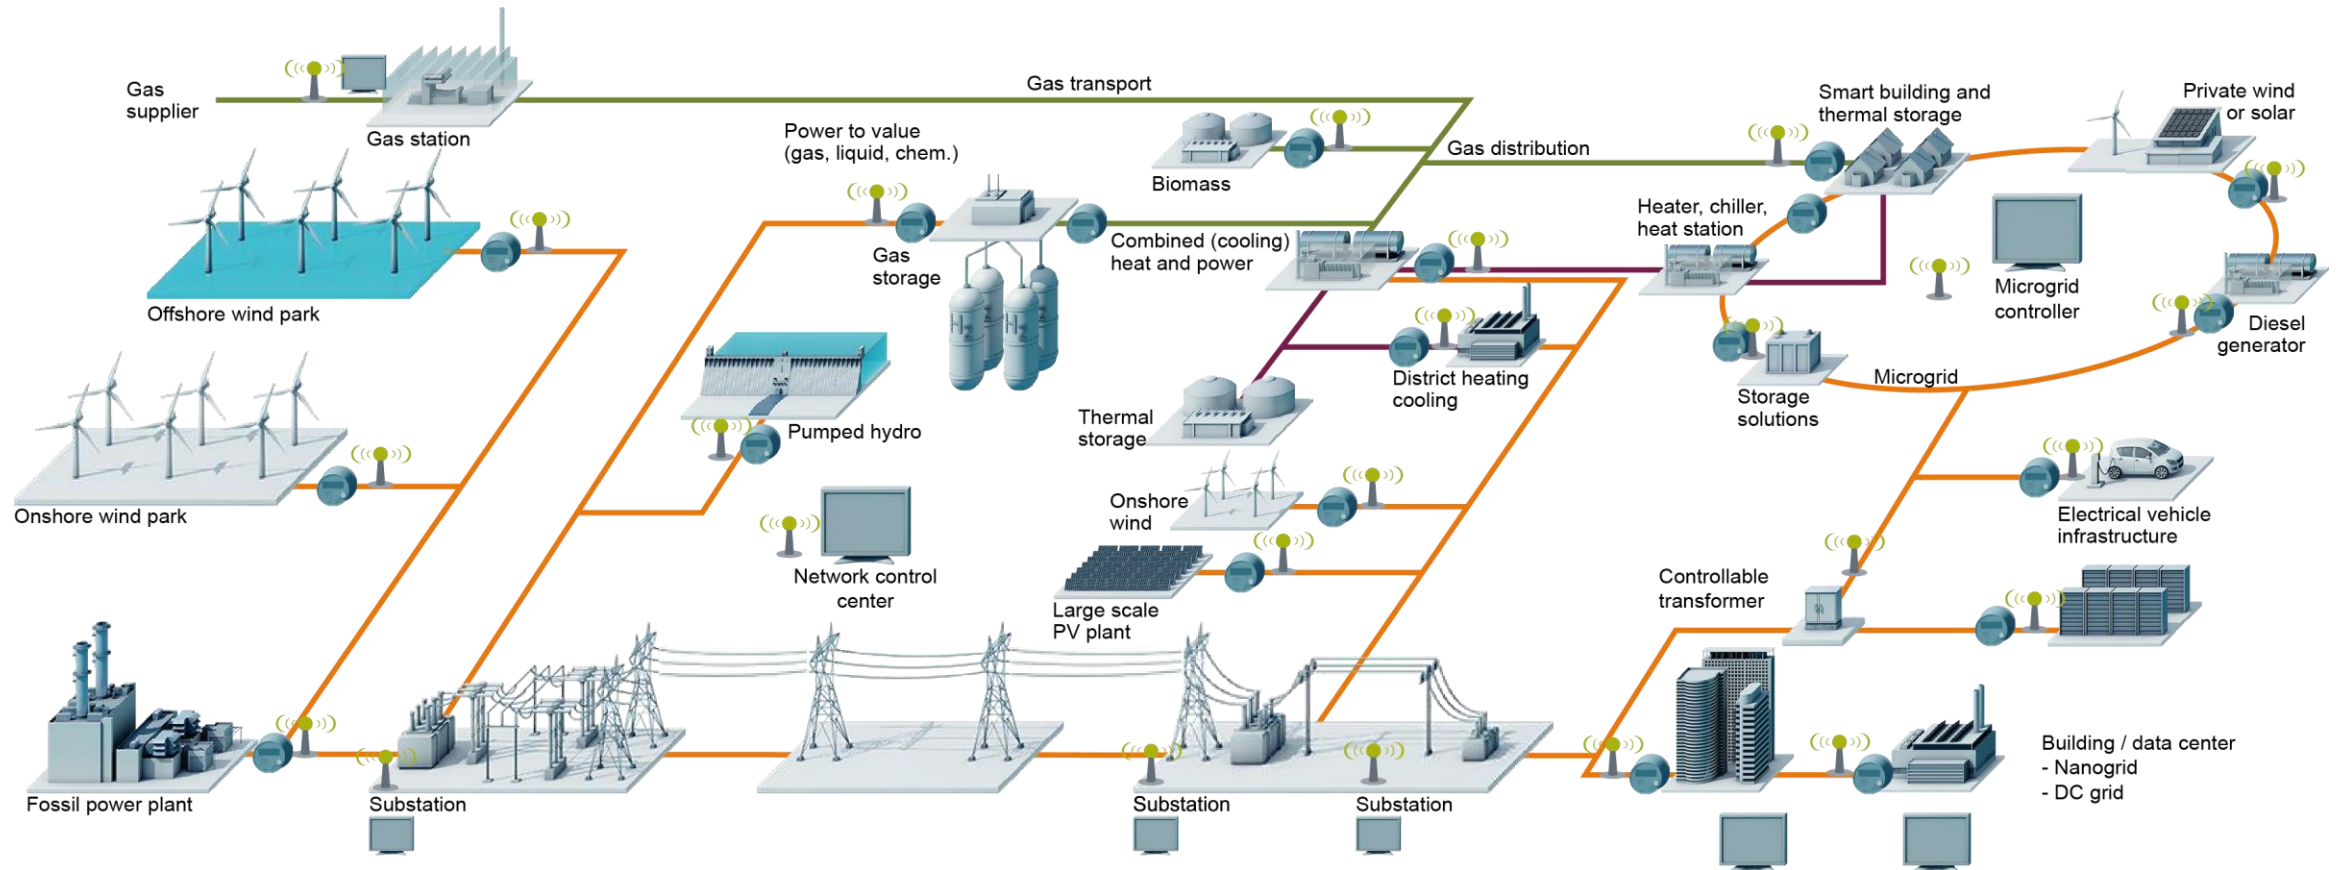 Gas
supplier
Gas station
Gas transport
Power to value
(gas, liquid, chem.)
Biomass
Gas distribution
Smart building and
thermal storage
Private wind
or solar
Offshore wind park
Gas
storage
H2
H2
Combined (cooling)
heat and power
Heater, chiller,
heat station
Microgrid
controller
Diesel
generator
Onshore wind park
Pumped hydro
Thermal
storage
District heating
cooling
Storage
solutions
Microgrid
Network control
center
Onshore
wind
Large scale
PV plant
Electrical vehicle
infrastructure
Controllable
transformer
Fossil power plant
Substation
Substation
Substation
Building / data center
- Nanogrid
- DC grid